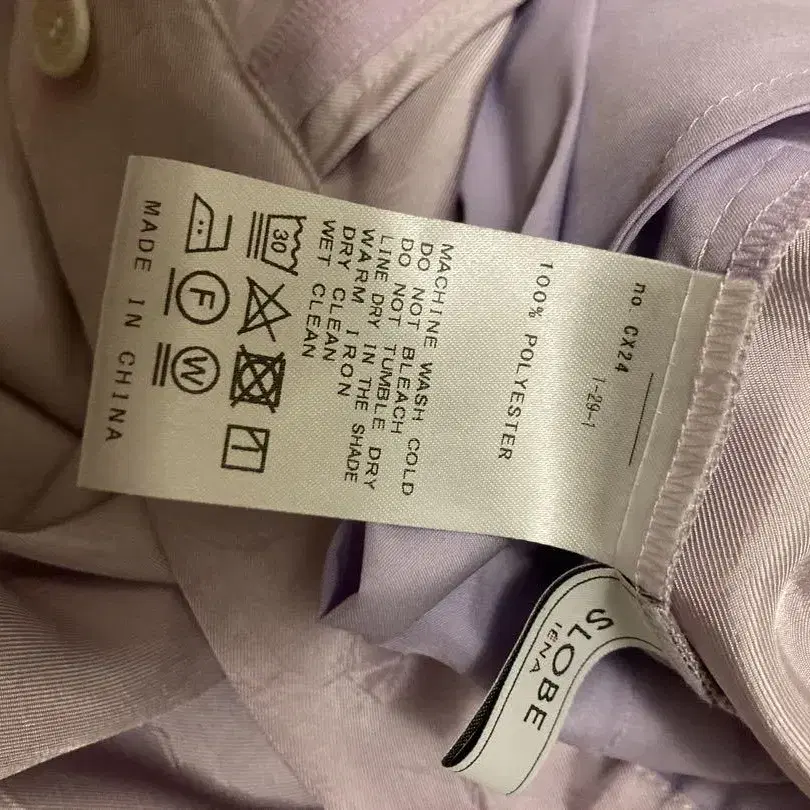 no. CX24
1-29-1
100% POLYESTER
MACHINE WASH COLD
DO NOT BLEACH
DO NOT TUMBLE DRY
LINE DRY IN THE SHADE
WARM IRON
DRY CLEAN
WET CLEAN
30
F
W
MADE IN CHINA
SLOBE
IÉNA